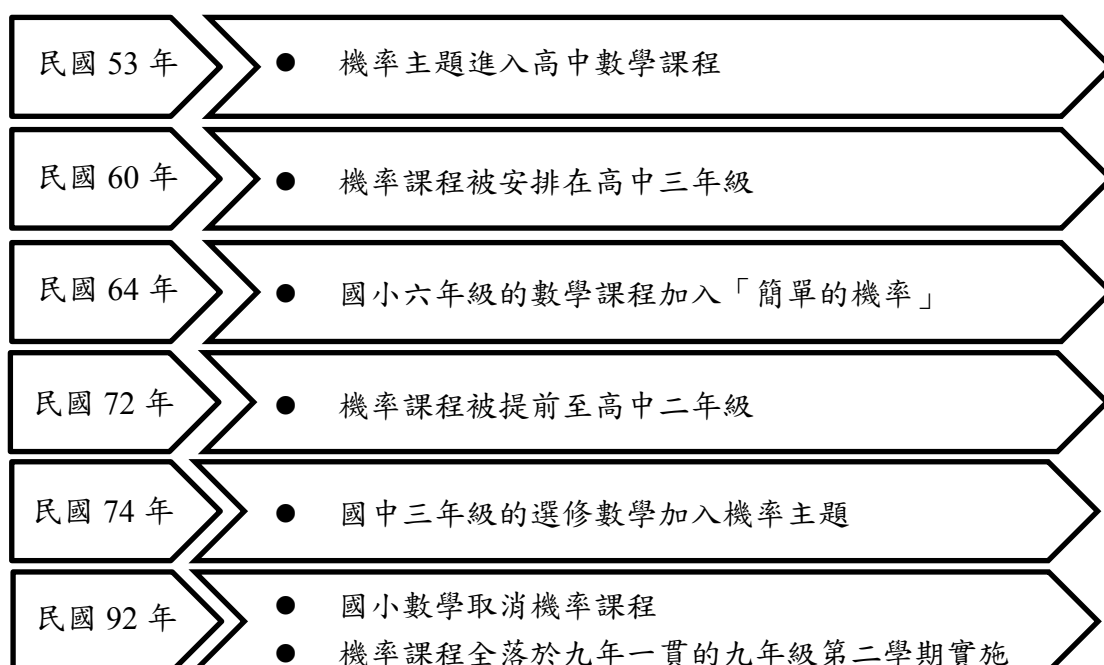 民國 53 年
● 機率主題進入高中數學課程
民國 60 年
● 機率課程被安排在高中三年級
民國 64 年
● 國小六年級的數學課程加入「簡單的機率」
民國 72 年
● 機率課程被提前至高中二年級
民國 74 年
● 國中三年級的選修數學加入機率主題
民國 92 年
● 國小數學取消機率課程
● 機率課程全落於九年一貫的九年級第二學期實施